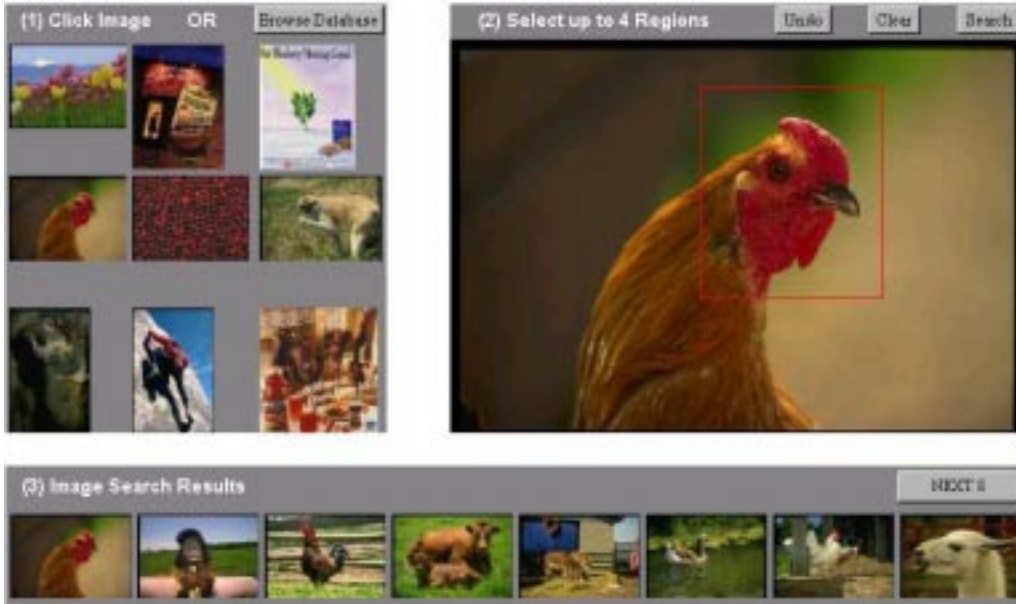 (1) Click Image OR Browse Database
(2) Select up to 4 Regions Undo Clear Search
(3) Image Search Results NEXT 8